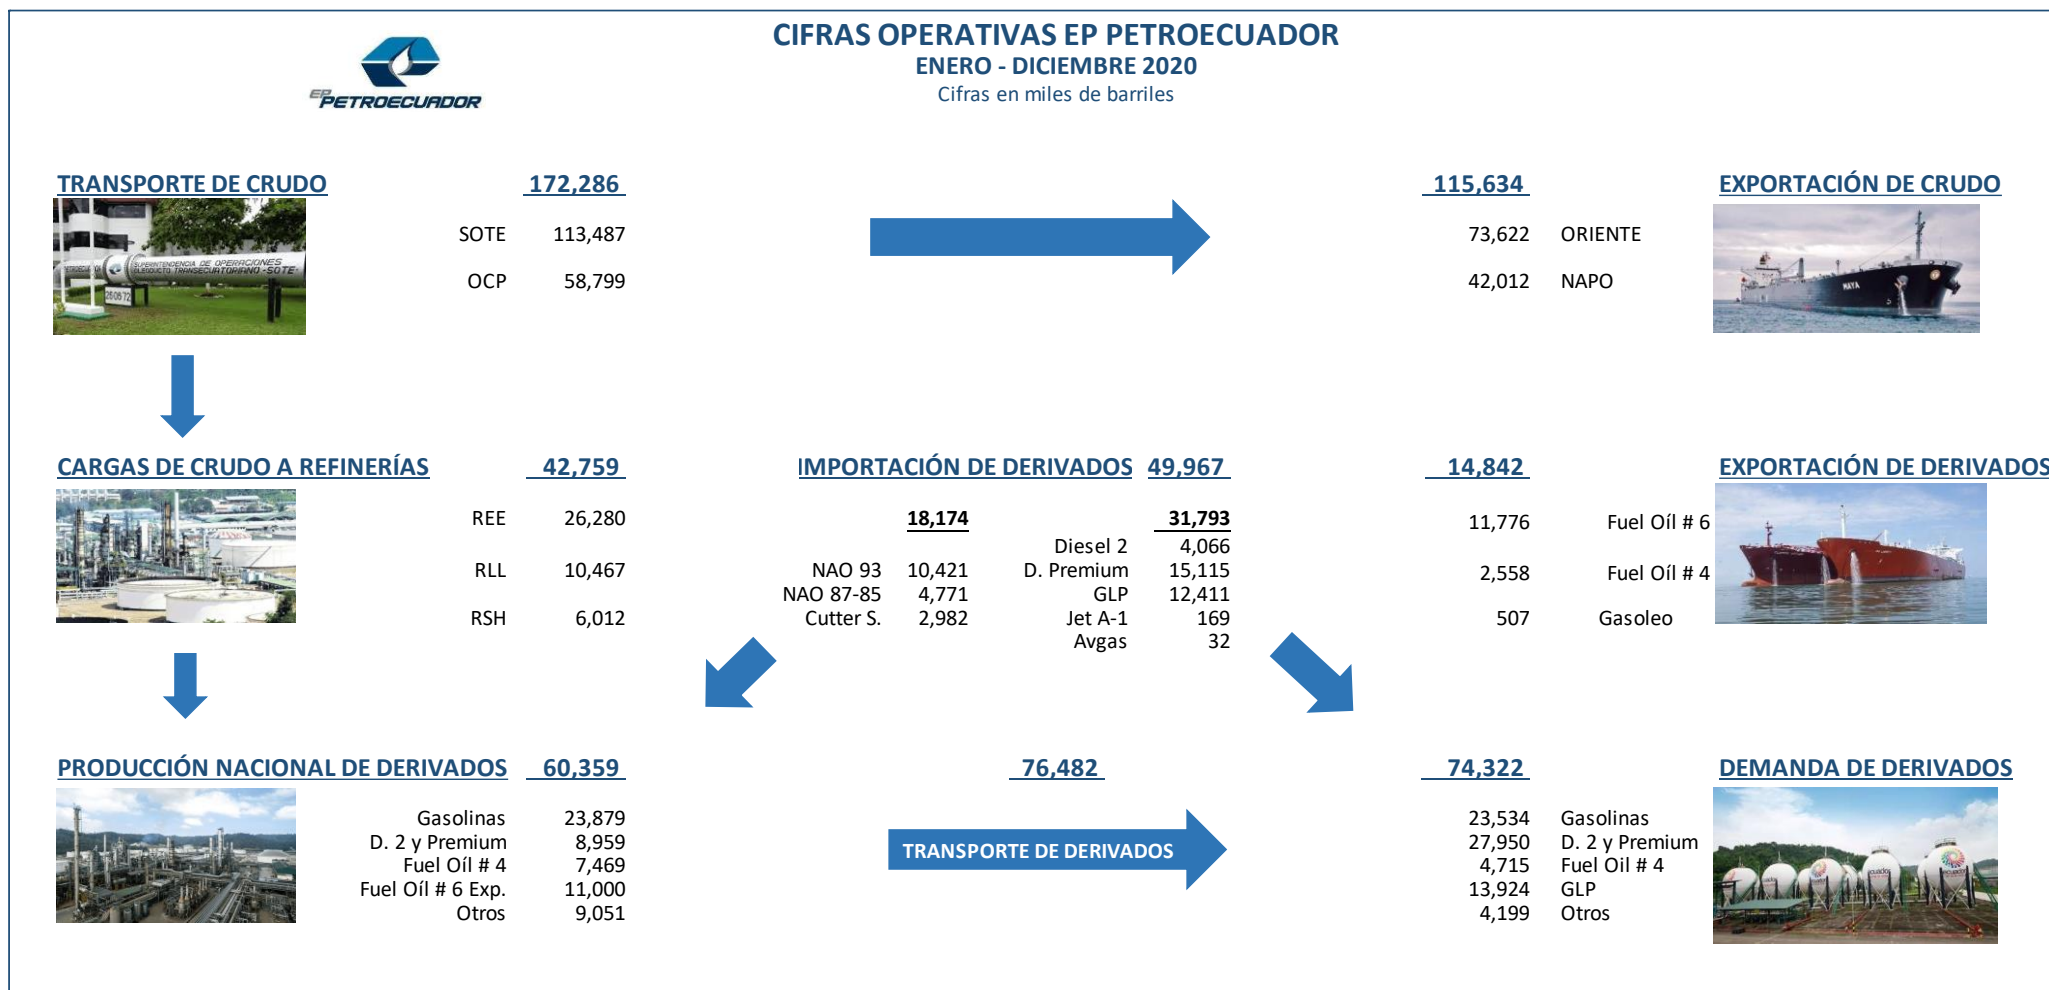 CIFRAS OPERATIVAS EP PETROECUADOR
ENERO - DICIEMBRE 2020
Cifras en miles de barriles
EP PETROECUADOR
TRANSPORTE DE CRUDO 172,286
SOTE 113,487
OCP 58,799
SUPERINTENDENCIA DE OPERACIONES
OLEODUCTO TRANSECUATORIANO -SOTE
115,634 EXPORTACIÓN DE CRUDO
73,622 ORIENTE
42,012 NAPO
MAYA
CARGAS DE CRUDO A REFINERÍAS 42,759
REE 26,280
RLL 10,467
RSH 6,012
IMPORTACIÓN DE DERIVADOS 49,967
18,174 31,793
Diesel 2 4,066
NAO 93 10,421 D. Premium 15,115
NAO 87-85 4,771 GLP 12,411
Cutter S. 2,982 Jet A-1 169
Avgas 32
14,842 EXPORTACIÓN DE DERIVADOS
11,776 Fuel Oíl # 6
2,558 Fuel Oíl # 4
507 Gasoleo
PRODUCCIÓN NACIONAL DE DERIVADOS 60,359
Gasolinas 23,879
D. 2 y Premium 8,959
Fuel Oíl # 4 7,469
Fuel Oíl # 6 Exp. 11,000
Otros 9,051
76,482
TRANSPORTE DE DERIVADOS
74,322 DEMANDA DE DERIVADOS
23,534 Gasolinas
27,950 D. 2 y Premium
4,715 Fuel Oil # 4
13,924 GLP
4,199 Otros